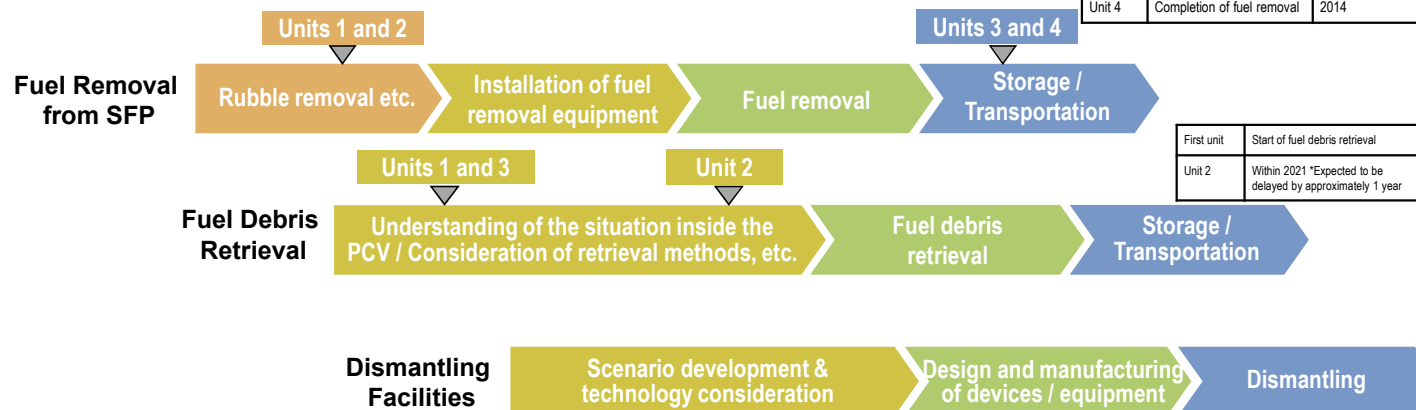 Unit 4 Completion of fuel removal 2014
Units 1 and 2
Units 3 and 4
Fuel Removal
from SFP
Rubble removal etc.
Installation of fuel
removal equipment
Fuel removal
Storage /
Transportation
First unit Start of fuel debris retrieval
Unit 2 Within 2021 *Expected to be
delayed by approximately 1 year
Units 1 and 3
Unit 2
Fuel Debris
Retrieval
Understanding of the situation inside the
PCV / Consideration of retrieval methods, etc.
Fuel debris
retrieval
Storage /
Transportation
Dismantling
Facilities
Scenario development &
technology consideration
Design and manufacturing
of devices / equipment
Dismantling